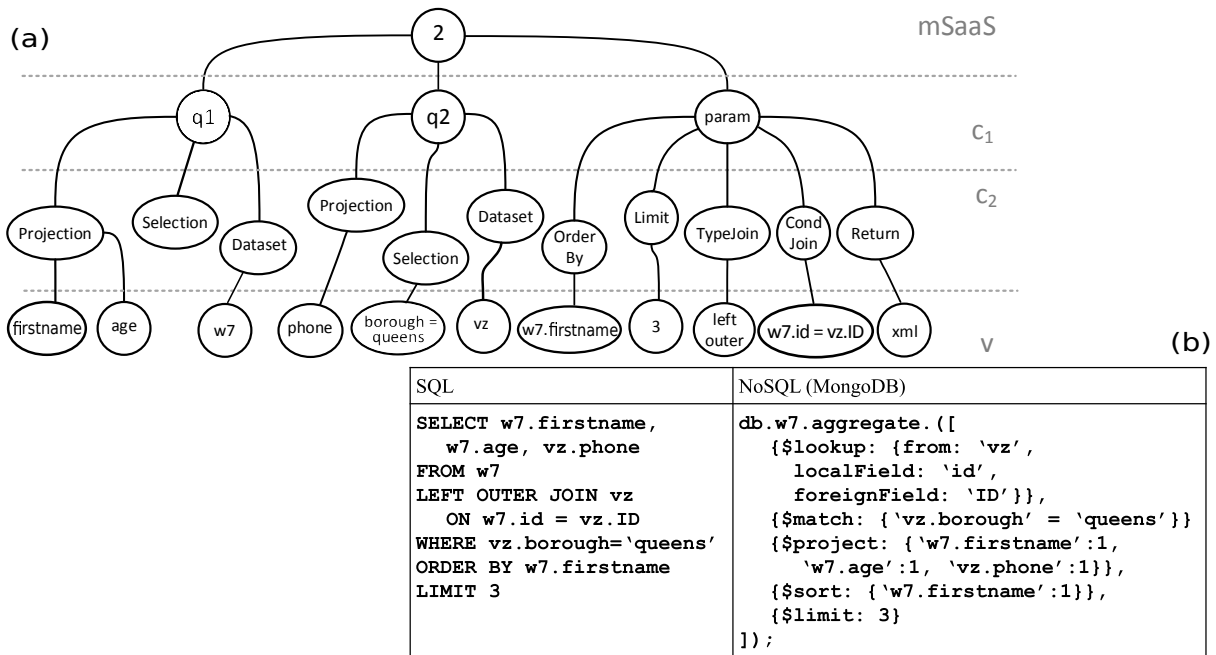 (a)
2
mSaaS
q1
q2
param
c1
c2
Projection
Selection
Dataset
Projection
Selection
Dataset
Order
By
Limit
TypeJoin
Cond
Join
Return
firstname
age
w7
phone
borough =
queens
vz
w7.firstname
3
left
outer
w7.id = vz.ID
xml
v
(b)
SQL
SELECT w7.firstname,
w7.age, vz.phone
FROM w7
LEFT OUTER JOIN vz
ON w7.id = vz.ID
WHERE vz.borough=‘queens’
ORDER BY w7.firstname
LIMIT 3
NoSQL (MongoDB)
db.w7.aggregate.([
{$lookup: {from: ‘vz’,
localField: ‘id’,
foreignField: ‘ID’}},
{$match: {‘vz.borough’ = ‘queens’}}
{$project: {‘w7.firstname’:1,
‘w7.age’:1, ‘vz.phone’:1}},
{$sort: {‘w7.firstname’:1}},
{$limit: 3}
]);